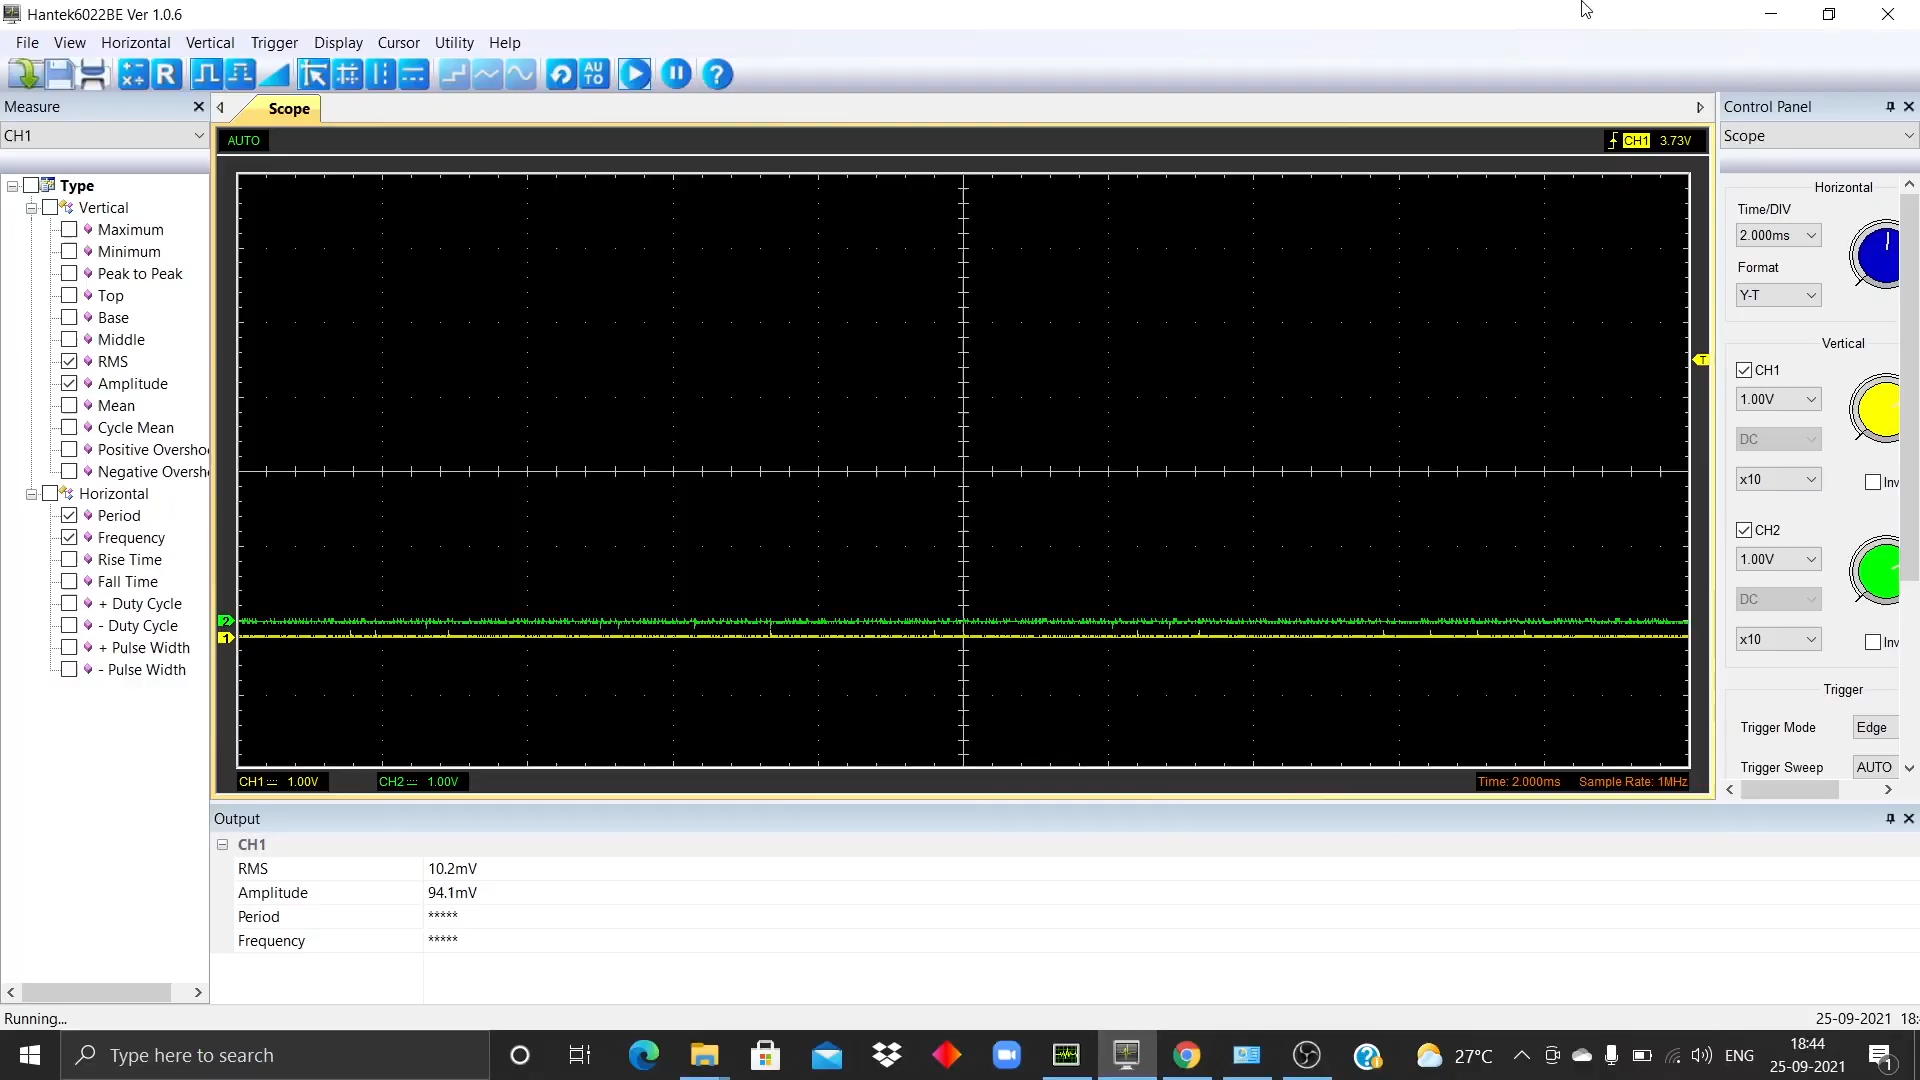 Hantek6022BE Ver 1.0.6
File View Horizontal Vertical Trigger Display Cursor Utility Help
R AU TO ?
Measure
CH1
Type
Vertical
Maximum
Minimum
Peak to Peak
Top
Base
Middle
RMS
Amplitude
Mean
Cycle Mean
Positive Oversho
Negative Oversh
Horizontal
Period
Frequency
Rise Time
Fall Time
+ Duty Cycle
- Duty Cycle
+ Pulse Width
- Pulse Width
Scope
AUTO
CH1 3.73V
T
2
1
CH1 1.00V CH2 1.00V Time: 2.000ms Sample Rate: 1MHz
Control Panel
Scope
Horizontal
Time/DIV
2.000ms
Format
Y-T
Vertical
CH1
1.00V
DC
x10 Inv
CH2
1.00V
DC
x10 Inv
Trigger
Trigger Mode Edge
Trigger Sweep AUTO
Output
CH1
RMS 10.2mV
Amplitude 94.1mV
Period *****
Frequency *****
Running... 25-09-2021 18:
Type here to search
27°C ENG 18:44
25-09-2021
1